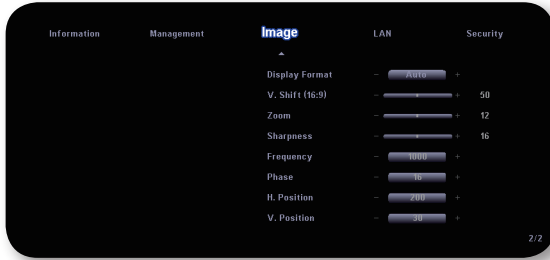 Information Management Image LAN Security
Display Format - Auto +
V. Shift (16:9) - + 50
Zoom - + 12
Sharpness - + 16
Frequency - 1000 +
Phase - 16 +
H. Position - 200 +
V. Position - 30 +
2/2